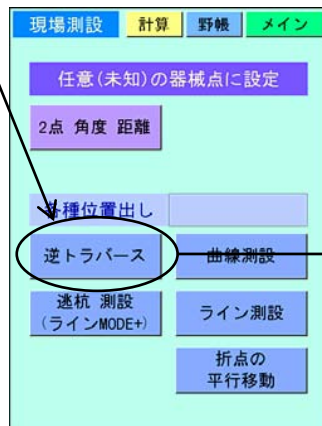 現場測設 計算 野帳 メイン
任意(未知)の器械点に設定
2点 角度 距離
各種位置出し
逆トラバース 曲線測設
逃杭 測設
(ラインMODE+)
ライン測設
折点の
平行移動